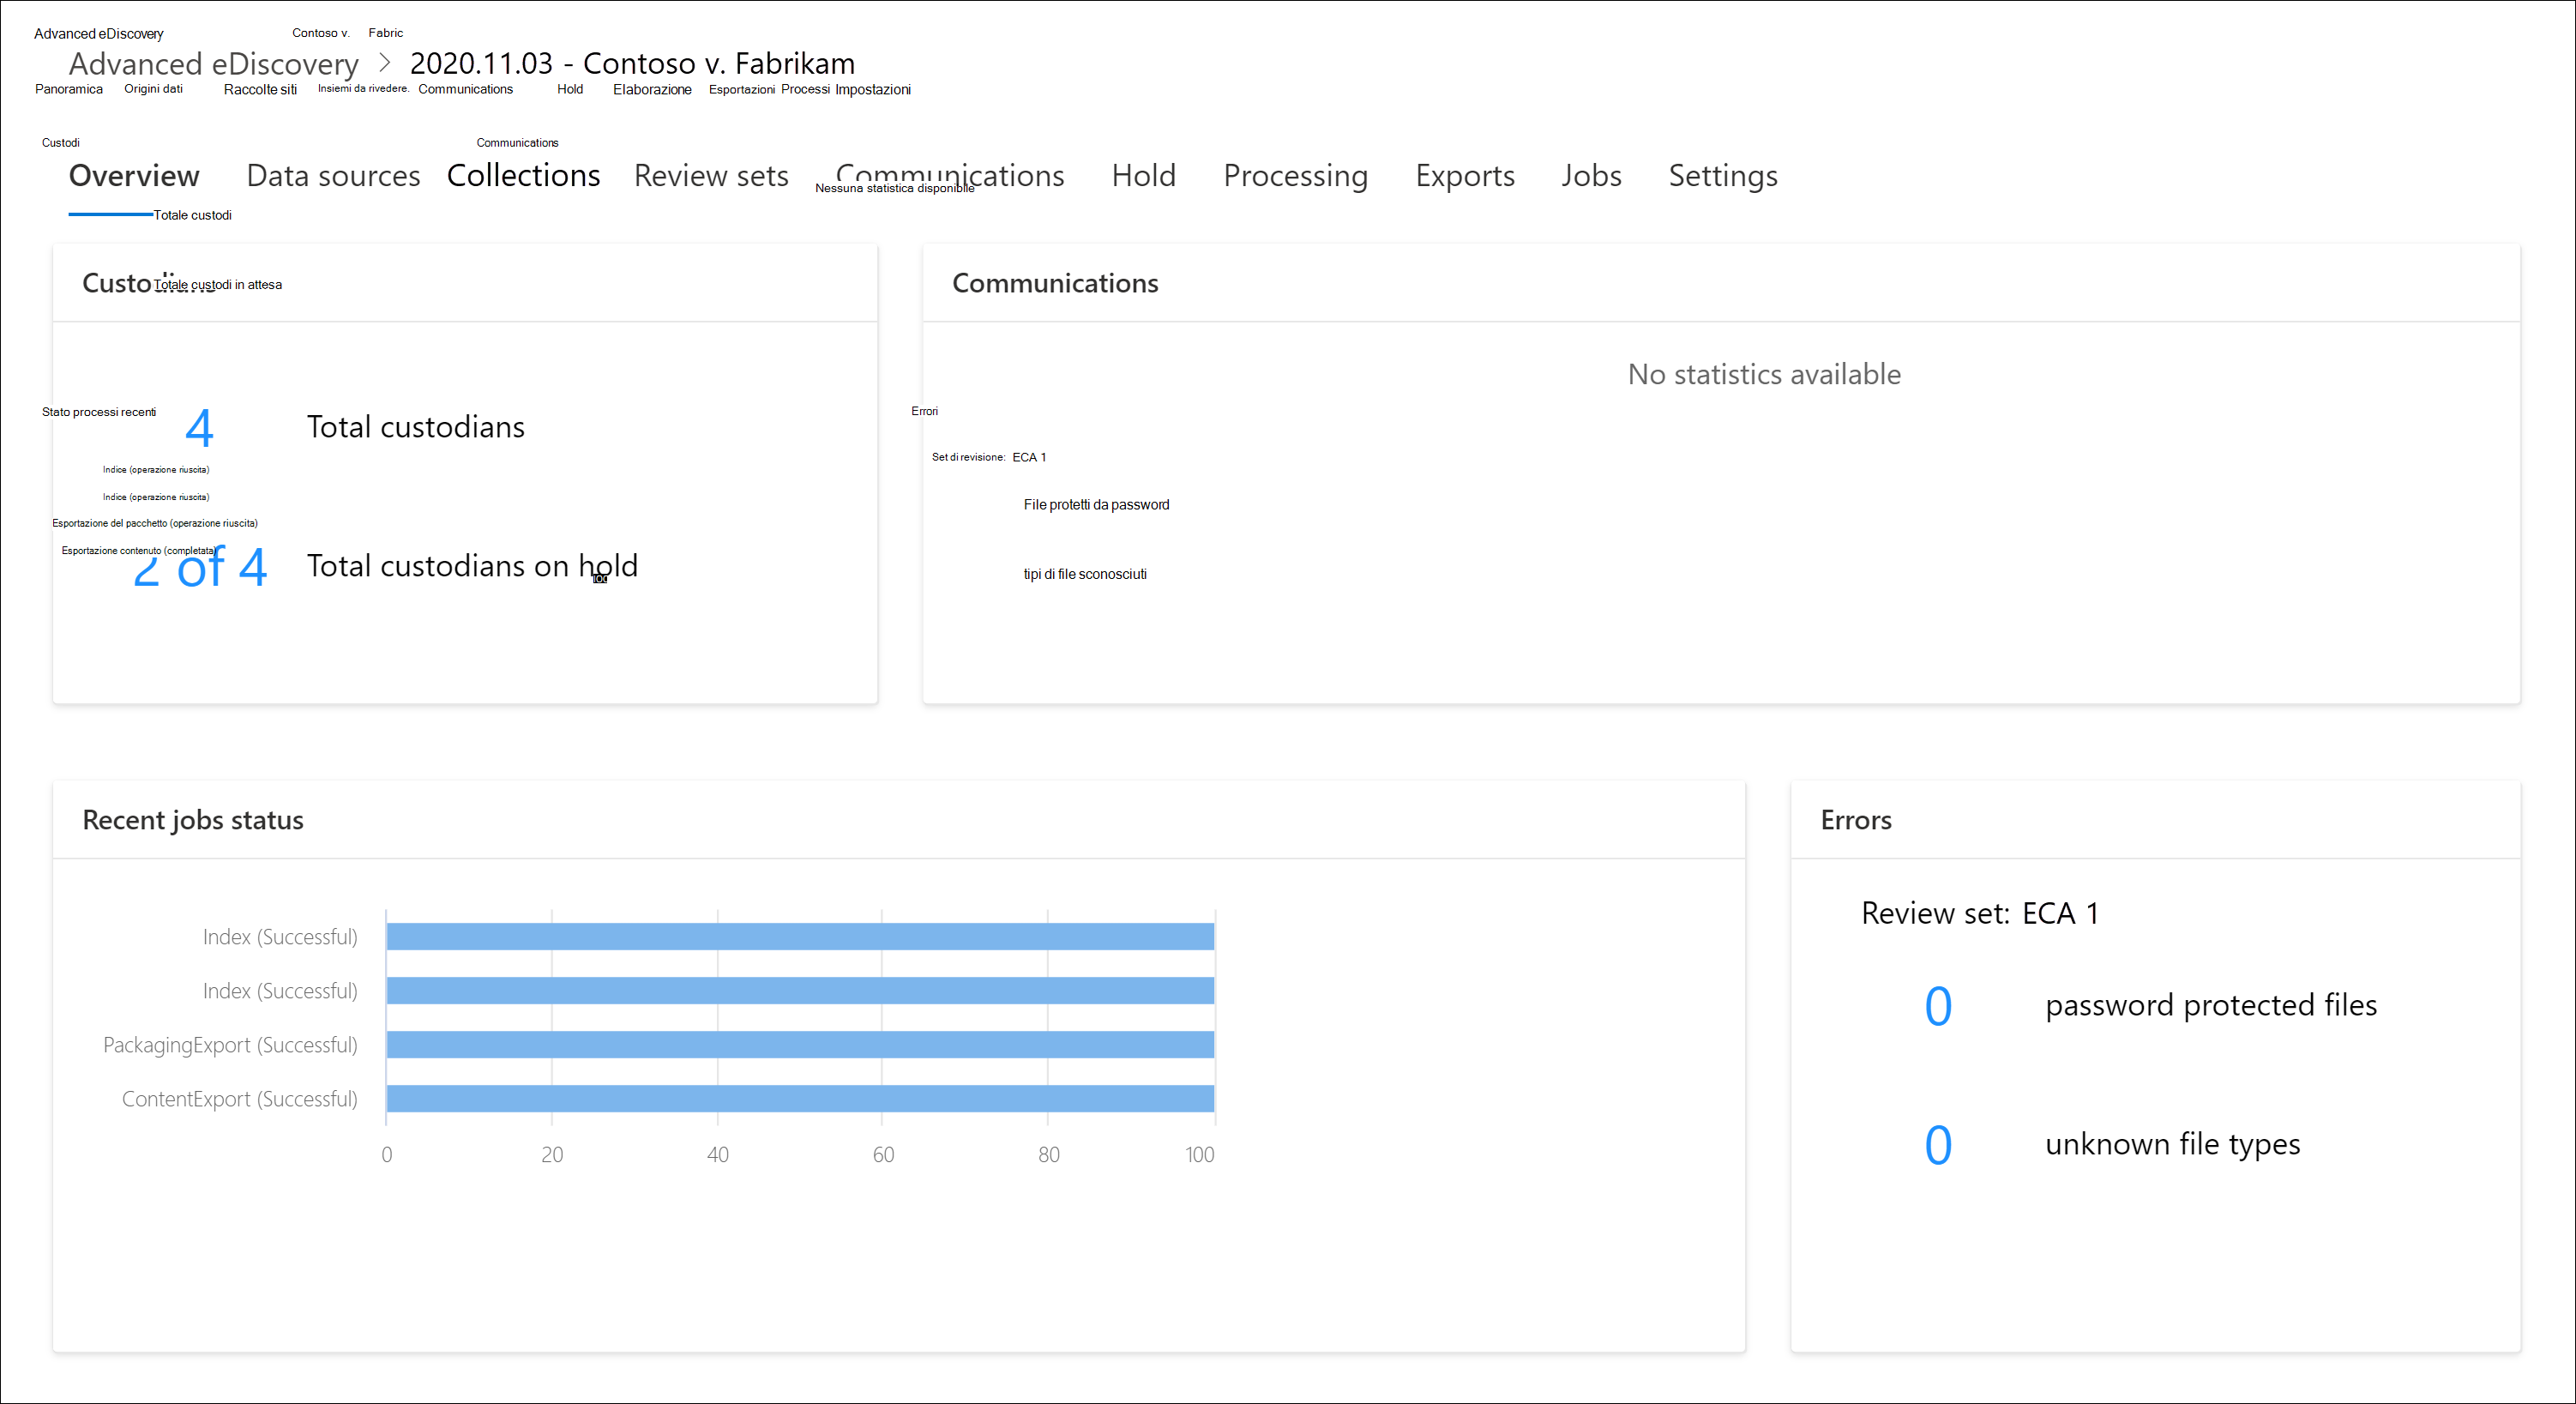 Advanced eDiscovery Contoso v. Fabric
Advanced eDiscovery > 2020.11.03 - Contoso v. Fabrikam
Panoramica Origini dati Raccolte siti Insiemi da rivedere. Communications Hold Elaborazione Esportazioni Processi Impostazioni
Custodi Communications
Overview Data sources Collections Review sets Communications Hold Processing Exports Jobs Settings
Nessuna statistica disponibile
Totale custodi
Custodians
Totale custodi in attesa
Communications
No statistics available
Stato processi recenti
4 Total custodians
Indice (operazione riuscita)
Indice (operazione riuscita)
Esportazione del pacchetto (operazione riuscita)
Esportazione contenuto (completata)
2 of 4 Total custodians on hold
Errori
Set di revisione: ECA 1
File protetti da password
tipi di file sconosciuti
Recent jobs status
Index (Successful)
Index (Successful)
PackagingExport (Successful)
ContentExport (Successful)
0 20 40 60 80 100
Errors
Review set: ECA 1
0 password protected files
0 unknown file types